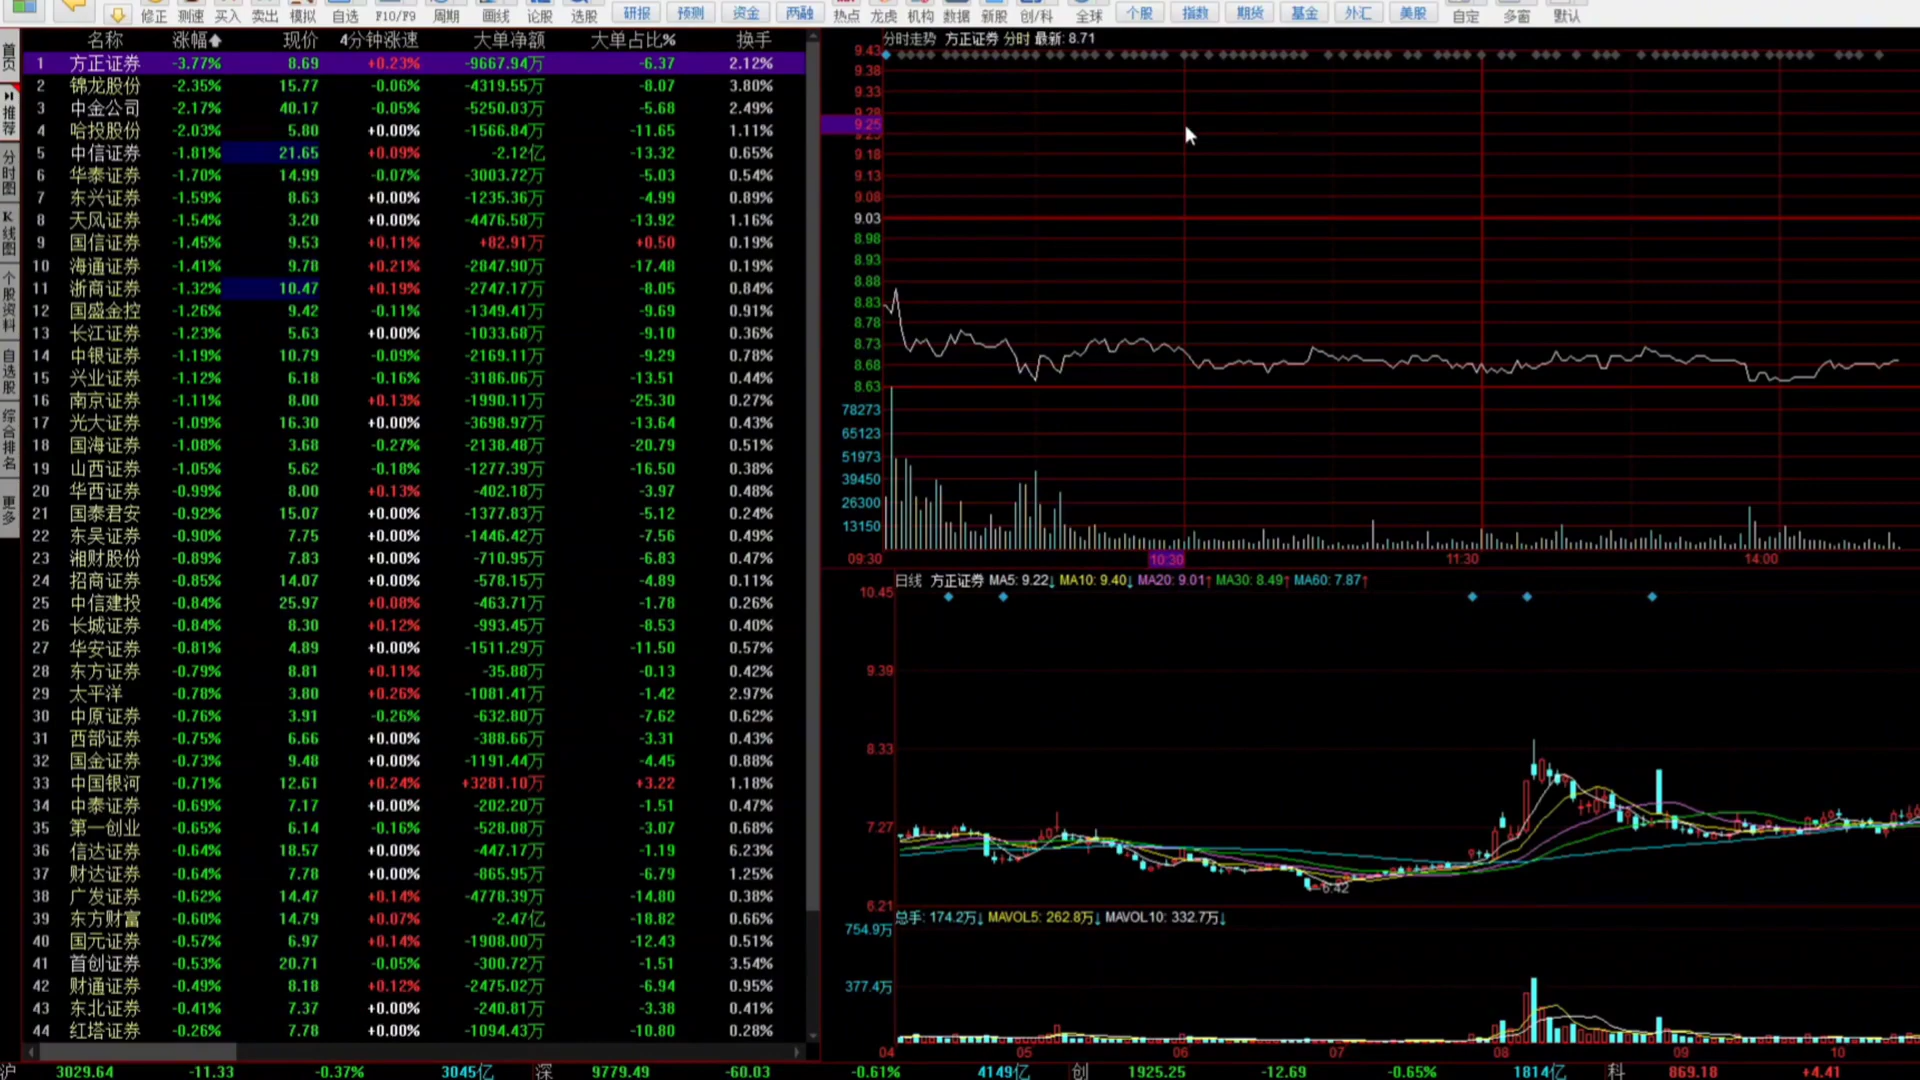 修正 测速 买入 卖出 模拟 自选 F10/F9 周期 画线 论股 选股 研报 预测 资金 两融 热点 龙虎 机构 数据 新股 创/科 全球 个股 指数 期货 基金 外汇 美股 自定 多窗 默认
首页
推荐
分时图
K线图
个股资料
自选股
综合排名
更多
名称 涨幅 现价 4分钟涨速 大单净额 大单占比% 换手
1 方正证券 -3.77% 8.69 +0.23% -9667.94万 -6.37 2.12%
2 锦龙股份 -2.35% 15.77 -0.06% -4319.55万 -8.07 3.80%
3 中金公司 -2.17% 40.17 -0.05% -5250.03万 -5.68 2.49%
4 哈投股份 -2.03% 5.80 +0.00% -1566.84万 -11.65 1.11%
5 中信证券 -1.81% 21.65 +0.09% -2.12亿 -13.32 0.65%
6 华泰证券 -1.70% 14.99 -0.07% -3003.72万 -5.03 0.54%
7 东兴证券 -1.59% 8.63 +0.00% -1235.36万 -4.99 0.89%
8 天风证券 -1.54% 3.20 +0.00% -4476.58万 -13.92 1.16%
9 国信证券 -1.45% 9.53 +0.11% +82.91万 +0.50 0.19%
10 海通证券 -1.41% 9.78 +0.21% -2847.90万 -17.48 0.19%
11 浙商证券 -1.32% 10.47 +0.19% -2747.17万 -8.05 0.84%
12 国盛金控 -1.26% 9.42 -0.11% -1349.41万 -9.69 0.91%
13 长江证券 -1.23% 5.63 +0.00% -1033.68万 -9.10 0.36%
14 中银证券 -1.19% 10.79 -0.09% -2169.11万 -9.29 0.78%
15 兴业证券 -1.12% 6.18 -0.16% -3186.06万 -13.51 0.44%
16 南京证券 -1.11% 8.00 +0.13% -1990.11万 -25.30 0.27%
17 光大证券 -1.09% 16.30 +0.00% -3698.97万 -13.64 0.43%
18 国海证券 -1.08% 3.68 -0.27% -2138.48万 -20.79 0.51%
19 山西证券 -1.05% 5.62 -0.18% -1277.39万 -16.50 0.38%
20 华西证券 -0.99% 8.00 +0.13% -402.18万 -3.97 0.48%
21 国泰君安 -0.92% 15.07 +0.00% -1377.83万 -5.12 0.24%
22 东吴证券 -0.90% 7.75 +0.00% -1446.42万 -7.56 0.49%
23 湘财股份 -0.89% 7.83 +0.00% -710.95万 -6.83 0.47%
24 招商证券 -0.85% 14.07 +0.00% -578.15万 -4.89 0.11%
25 中信建投 -0.84% 25.97 +0.08% -463.71万 -1.78 0.26%
26 长城证券 -0.84% 8.30 +0.12% -993.45万 -8.53 0.40%
27 华安证券 -0.81% 4.89 +0.00% -1511.29万 -11.50 0.57%
28 东方证券 -0.79% 8.81 +0.11% -35.88万 -0.13 0.42%
29 太平洋 -0.78% 3.80 +0.26% -1081.41万 -1.42 2.97%
30 中原证券 -0.76% 3.91 -0.26% -632.80万 -7.62 0.62%
31 西部证券 -0.75% 6.66 +0.00% -388.66万 -3.31 0.43%
32 国金证券 -0.73% 9.48 +0.00% -1191.44万 -4.45 0.88%
33 中国银河 -0.71% 12.61 +0.24% +3281.10万 +3.22 1.18%
34 中泰证券 -0.69% 7.17 +0.00% -202.20万 -1.51 0.47%
35 第一创业 -0.65% 6.14 -0.16% -528.08万 -3.07 0.68%
36 信达证券 -0.64% 18.57 +0.00% -447.17万 -1.19 6.23%
37 财达证券 -0.64% 7.78 +0.00% -865.95万 -6.79 1.25%
38 广发证券 -0.62% 14.47 +0.14% -4778.39万 -14.80 0.38%
39 东方财富 -0.60% 14.79 +0.07% -2.47亿 -18.82 0.66%
40 国元证券 -0.57% 6.97 +0.14% -1908.00万 -12.43 0.51%
41 首创证券 -0.53% 20.71 -0.05% -300.72万 -1.51 3.54%
42 财通证券 -0.49% 8.18 +0.12% -2475.02万 -6.94 0.95%
43 东北证券 -0.41% 7.37 +0.00% -240.81万 -3.38 0.41%
44 红塔证券 -0.26% 7.78 +0.00% -1094.43万 -10.80 0.28%
分时走势 方正证券 分时 最新: 8.71
9.43
9.38
9.33
9.28
9.25
9.18
9.13
9.08
9.03
8.98
8.93
8.88
8.83
8.78
8.73
8.68
8.63
78273
65123
51973
39450
26300
13150
09:30 10:30 11:30 14:00
日线 方正证券 MA5: 9.22↓ MA10: 9.40↓ MA20: 9.01↑ MA30: 8.49↑ MA60: 7.87↑
10.45
9.39
8.33
7.27
6.42
6.21
总手: 174.2万↓ MAVOL5: 262.8万↓ MAVOL10: 332.7万↓
754.9万
377.4万
04 05 06 07 08 09 10
沪 3029.64 -11.33 -0.37% 3045亿 深 9779.49 -60.03 -0.61% 4149亿 创 1925.25 -12.69 -0.65% 1814亿 科 869.18 +4.41